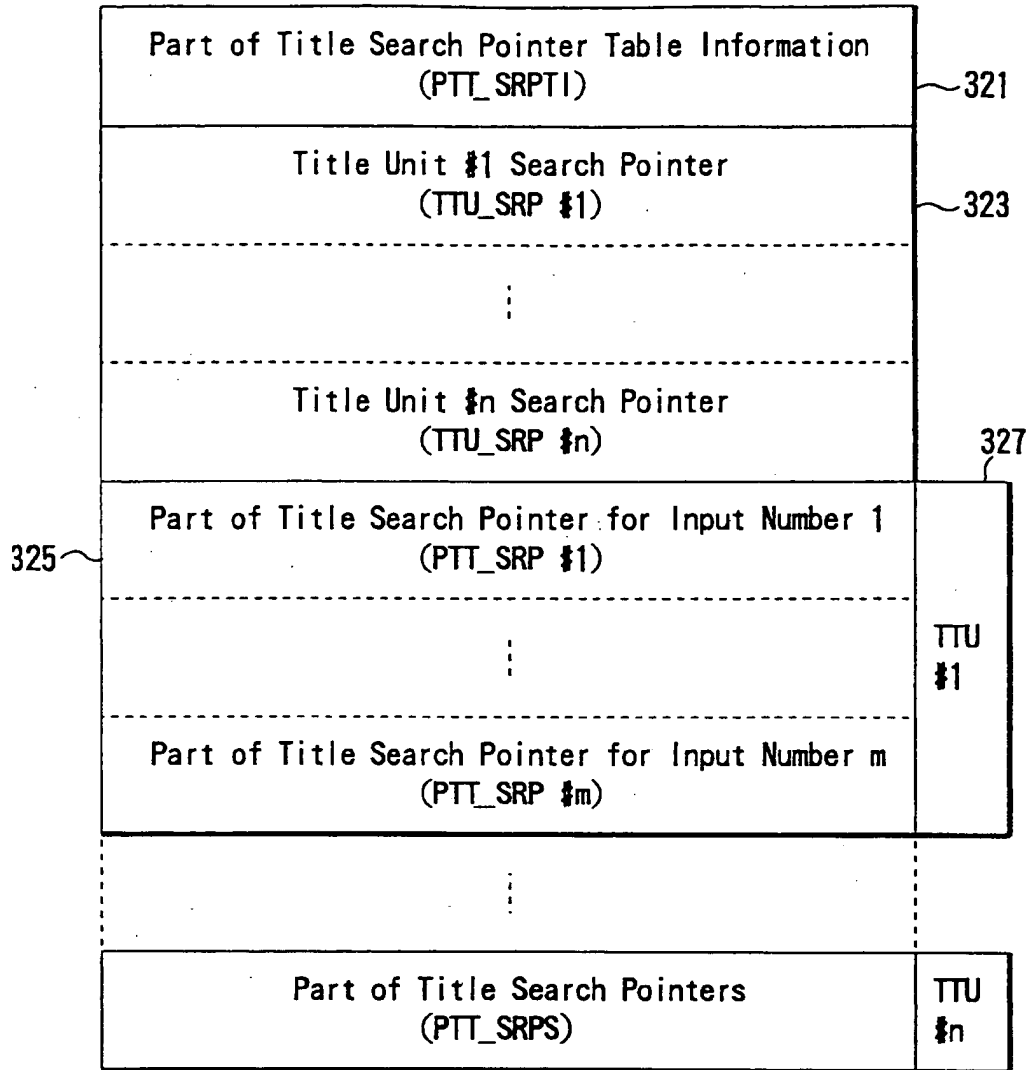 Part of Title Search Pointer Table Information
(PTT_SRPTI)
321
Title Unit #1 Search Pointer
(TTU_SRP #1)
323
Title Unit #n Search Pointer
(TTU_SRP #n)
327
Part of Title Search Pointer for Input Number 1
(PTT_SRP #1)
325
TTU
#1
Part of Title Search Pointer for Input Number m
(PTT_SRP #m)
Part of Title Search Pointers
(PTT_SRPS)
TTU
#n